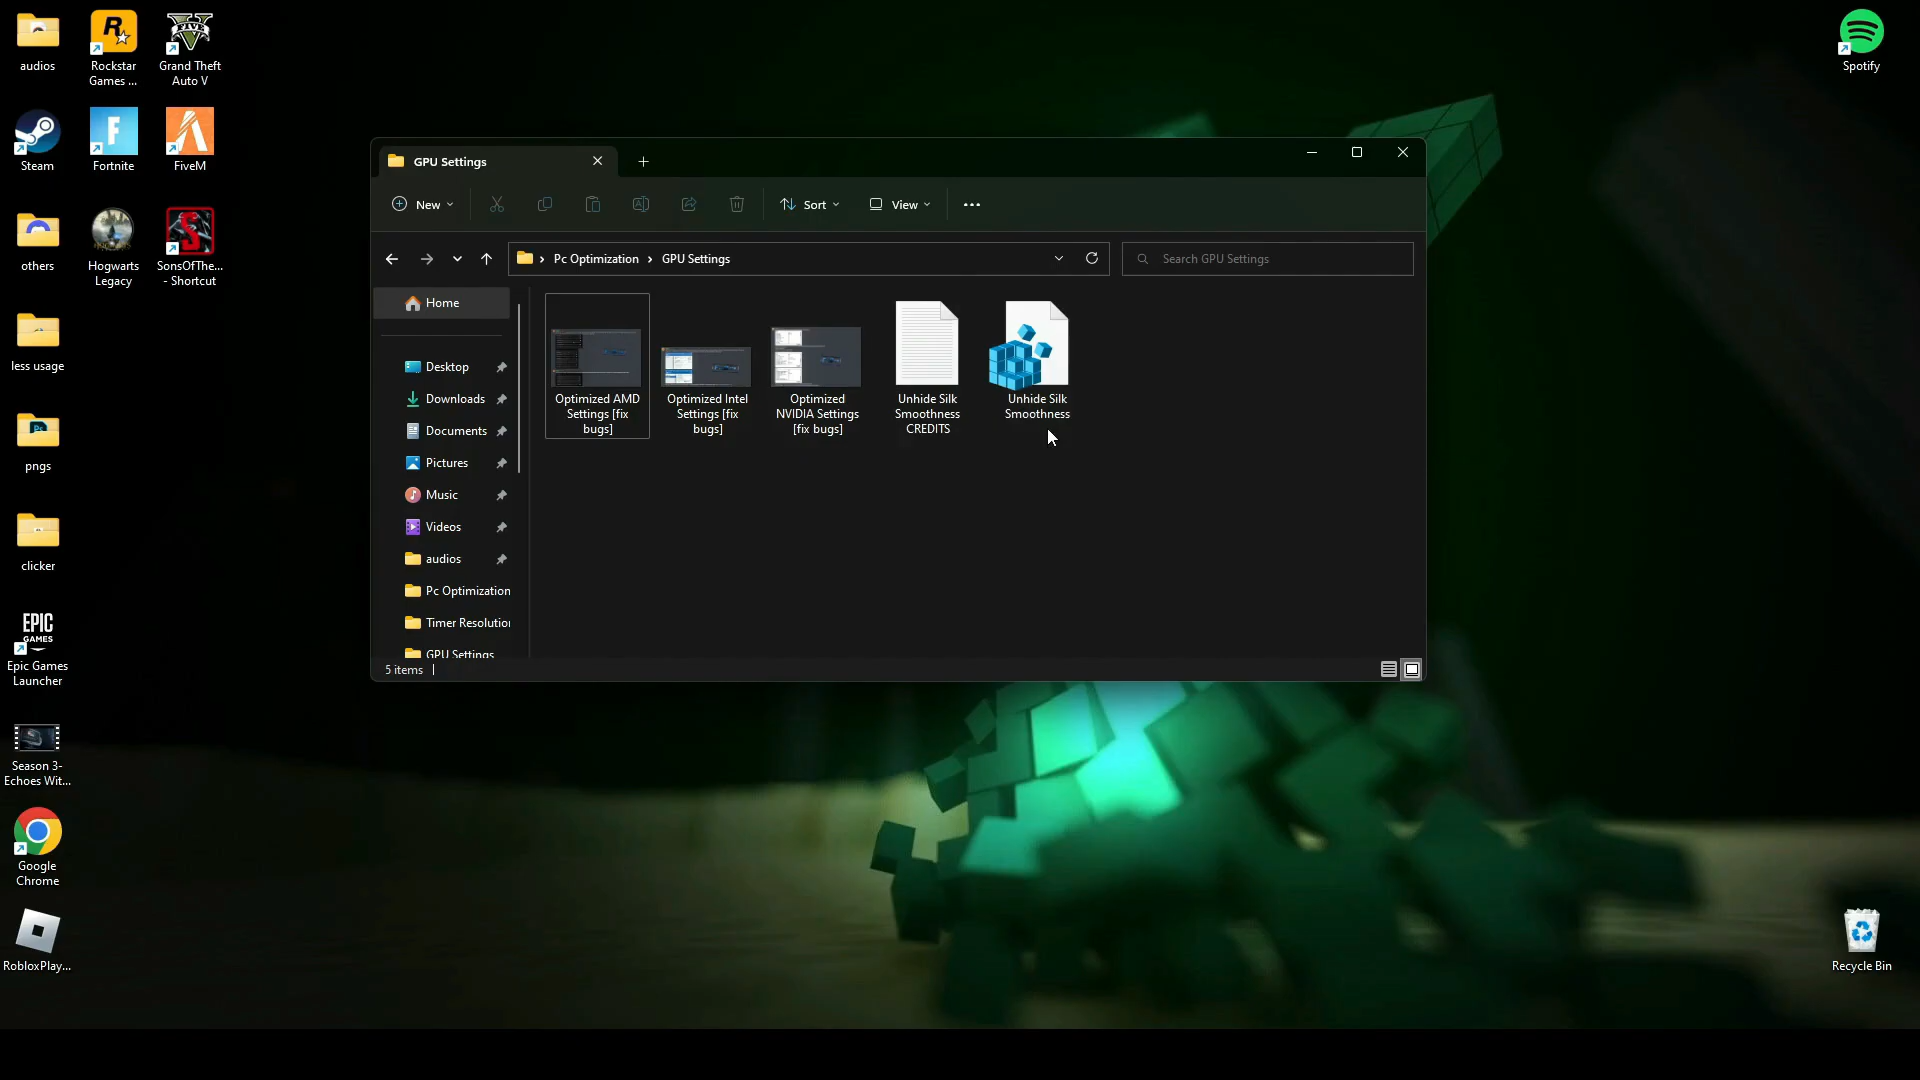 audios
Rockstar
Games ...
Grand Theft
Auto V
Spotify
Steam
Fortnite
FiveM
others
Hogwarts
Legacy
SonsOfThe...
- Shortcut
less usage
pngs
clicker
EPIC
GAMES
Epic Games
Launcher
Season 3-
Echoes Wit...
Google
Chrome
RobloxPlay...
Recycle Bin
GPU Settings
New
Sort
View
Pc Optimization
GPU Settings
Search GPU Settings
Home
Desktop
Downloads
Documents
Pictures
Music
Videos
audios
Pc Optimization
Timer Resolution
GPU Settings
Optimized AMD
Settings [fix
bugs]
Optimized Intel
Settings [fix
bugs]
Optimized
NVIDIA Settings
[fix bugs]
Unhide Silk
Smoothness
CREDITS
Unhide Silk
Smoothness
5 items